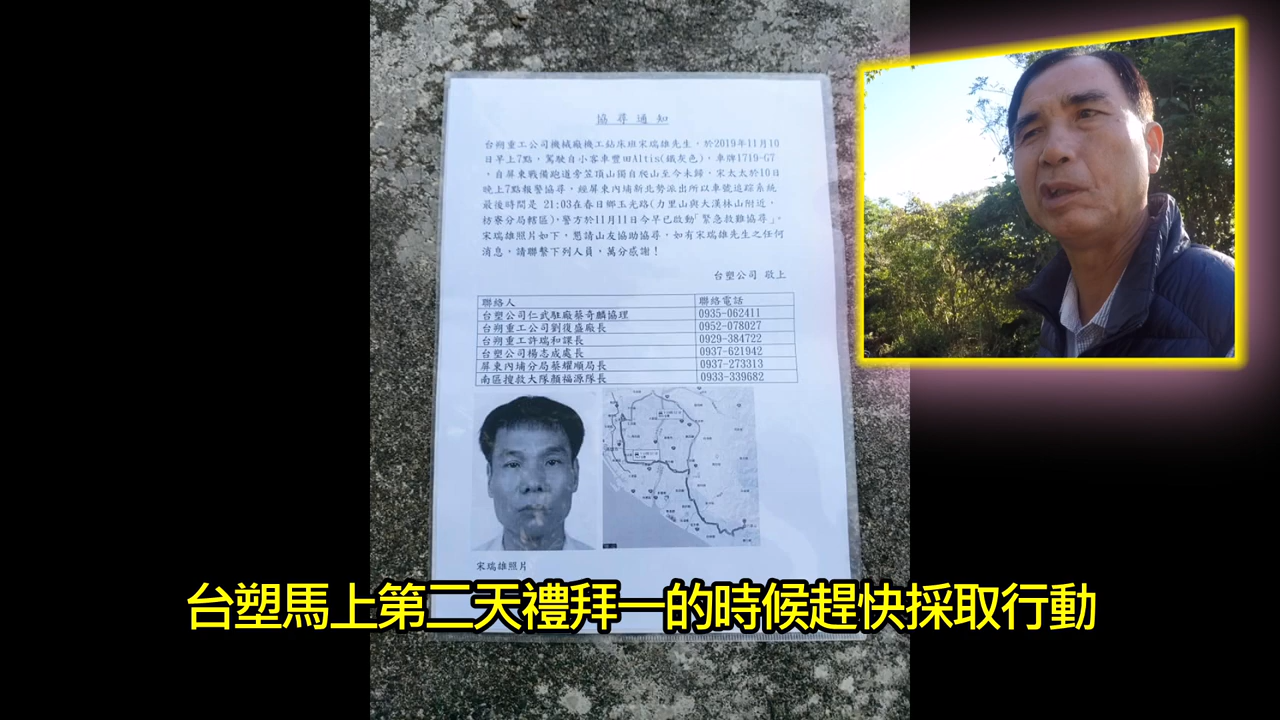 協尋通知
台朔重工公司機械廠機工鉆床班宋瑞雄先生，於2019年11月10
日早上7點，駕駛自小客車豐田Altis(鐵灰色)，車牌1719-GT
，自屏東戰備跑道旁笠頂山獨自爬山至今未歸，宋太太於10日
晚上7點報警協尋，經屏東內埔新北勢派出所以車號追踪系統
最後時間是 21:03在春日鄉玉光路(力里山與大漢林山附近，
枋寮分局轄區)，警方於11月11日今早已啟動「緊急救難協尋」。
宋瑞雄照片如下，懇請山友協助協尋，如有宋瑞雄先生之任何
消息，請聯繫下列人員，萬分感謝！
台塑公司 敬上
聯絡人 聯絡電話
台塑公司仁武駐廠蔡奇麟協理 0935-062411
台朔重工公司劉復盛廠長 0952-078027
台朔重工許瑞和課長 0929-384722
台塑公司楊志成處長 0937-621942
屏東內埔分局蔡耀順局長 0937-273313
南區搜救大隊顏福源隊長 0933-339682
宋瑞雄照片
台塑馬上第二天禮拜一的時候趕快採取行動